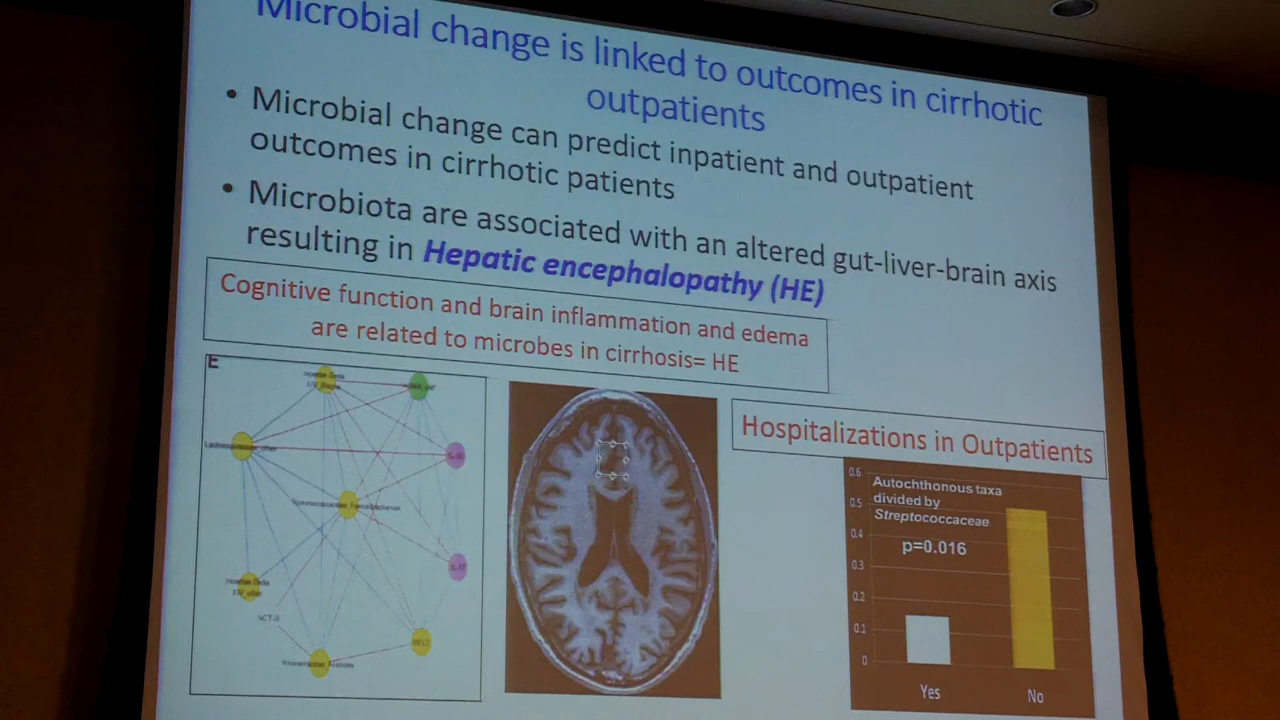 Microbial change is linked to outcomes in cirrhotic
outpatients
• Microbial change can predict inpatient and outpatient
outcomes in cirrhotic patients
• Microbiota are associated with an altered gut-liver-brain axis
resulting in Hepatic encephalopathy (HE)
Cognitive function and brain inflammation and edema
are related to microbes in cirrhosis= HE
E
Hospitalizations in Outpatients
0.6
Autochthonous taxa
divided by
Streptococcaceae
p=0.016
0.5
0.4
0.3
0.2
0.1
0
Yes
No